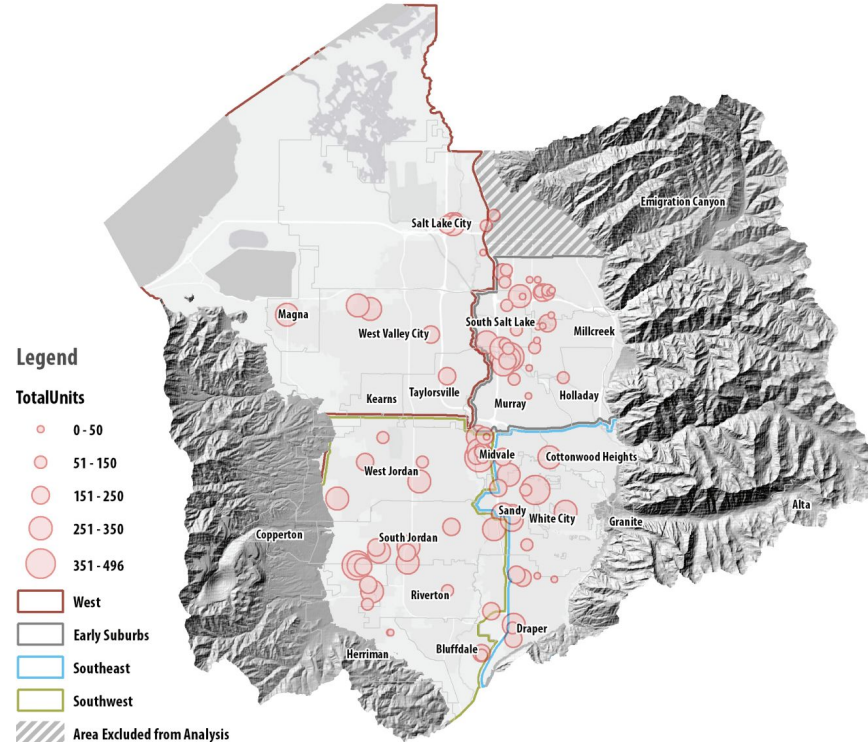 Emigration Canyon
Salt Lake City
Magna
South Salt Lake
West Valley City
Millcreek
Legend
TotalUnits
Taylorsville
Kearns
Holladay
Murray
0 - 50
51 - 150
Midvale
Cottonwood Heights
West Jordan
151 - 250
Alta
Sandy
White City
Granite
251 - 350
Copperton
South Jordan
351 - 496
Riverton
West
Draper
Early Suburbs
Herriman
Bluffdale
Southeast
Southwest
Area Excluded from Analysis